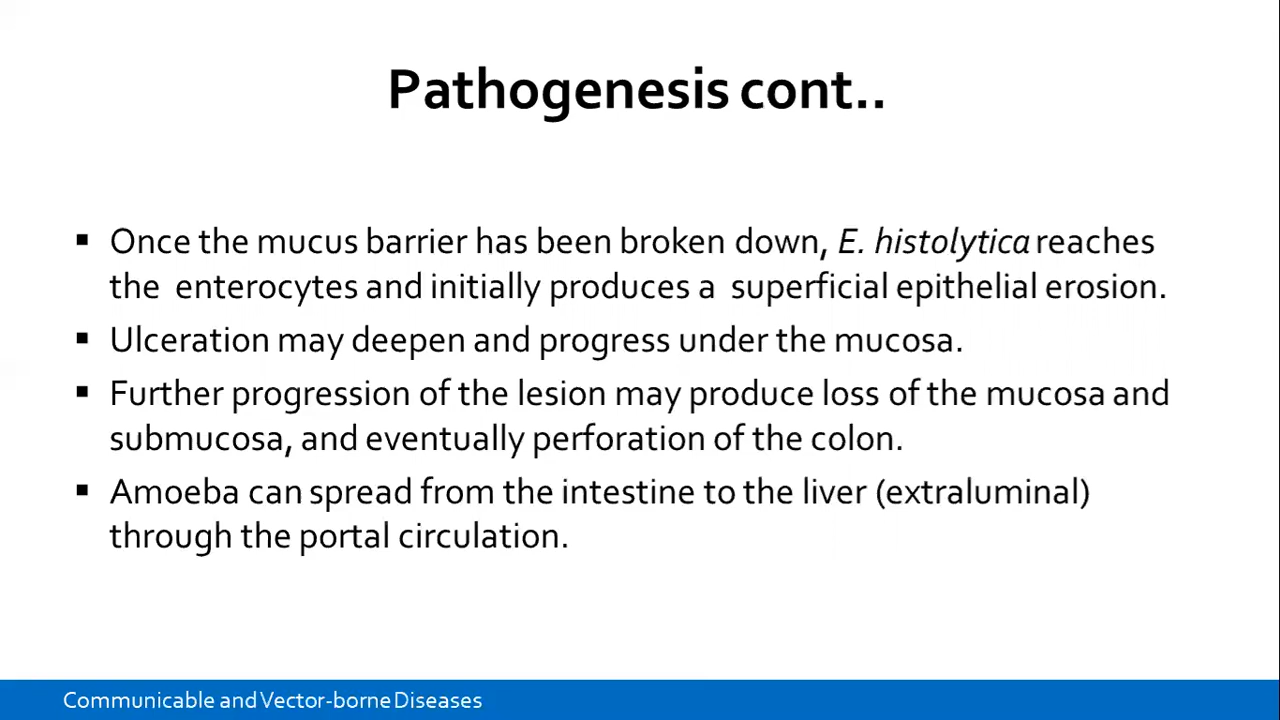 Pathogenesis cont..
▪ Once the mucus barrier has been broken down, E. histolytica reaches
the enterocytes and initially produces a superficial epithelial erosion.
▪ Ulceration may deepen and progress under the mucosa.
▪ Further progression of the lesion may produce loss of the mucosa and
submucosa, and eventually perforation of the colon.
▪ Amoeba can spread from the intestine to the liver (extraluminal)
through the portal circulation.
Communicable and Vector-borne Diseases